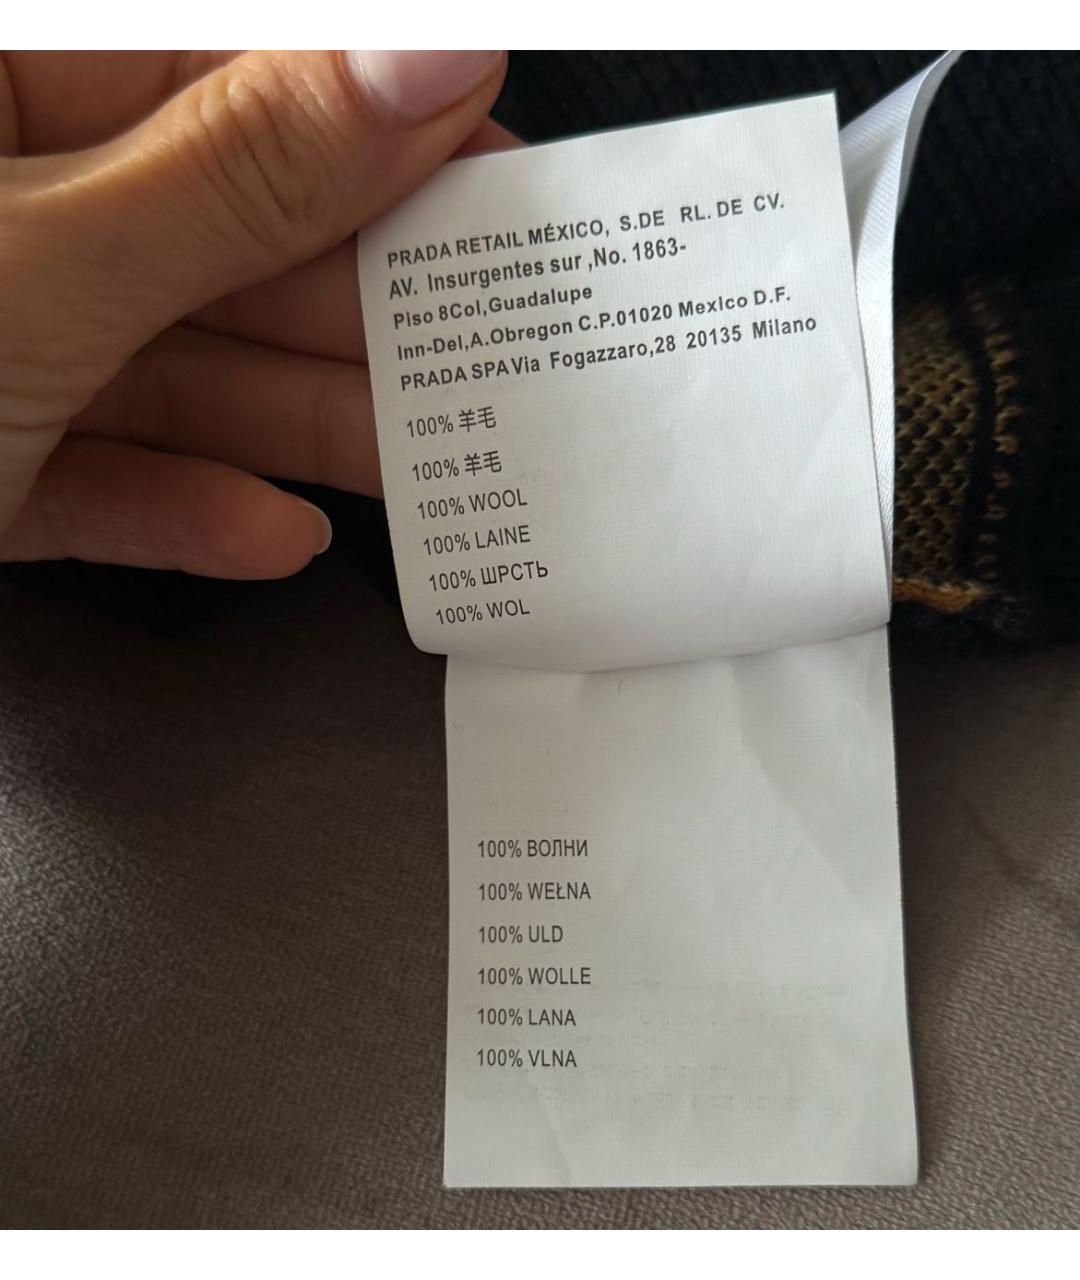 PRADA RETAIL MÉXICO, S.DE RL. DE CV.
AV. Insurgentes sur ,No. 1863-
Piso 8Col,Guadalupe
Inn-Del,A.Obregon C.P.01020 Mexlco D.F.
PRADA SPA Via Fogazzaro,28 20135 Milano
100% 羊毛
100% 羊毛
100% WOOL
100% LAINE
100% ШРСТЬ
100% WOL
100% ВОЛНИ
100% WEŁNA
100% ULD
100% WOLLE
100% LANA
100% VLNA